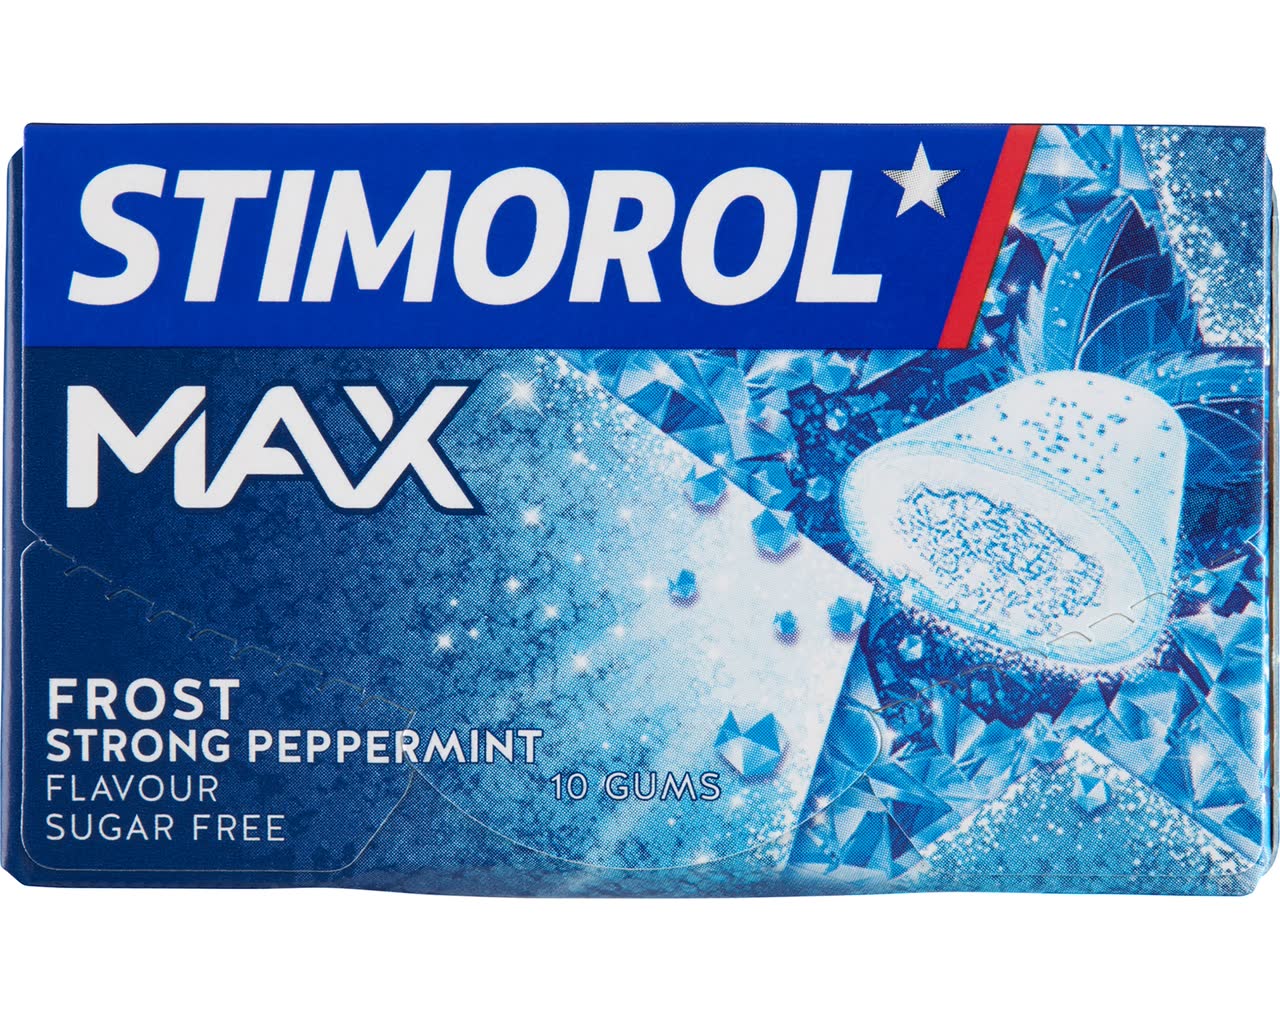 STIMOROL
MAX
FROST
STRONG PEPPERMINT
FLAVOUR
SUGAR FREE
10 GUMS